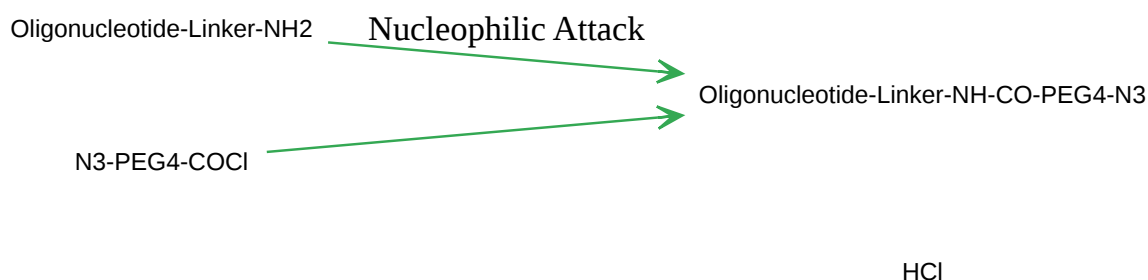 Oligonucleotide-Linker-NH2
Nucleophilic Attack
Oligonucleotide-Linker-NH-CO-PEG4-N3
N3-PEG4-COCl
HCl